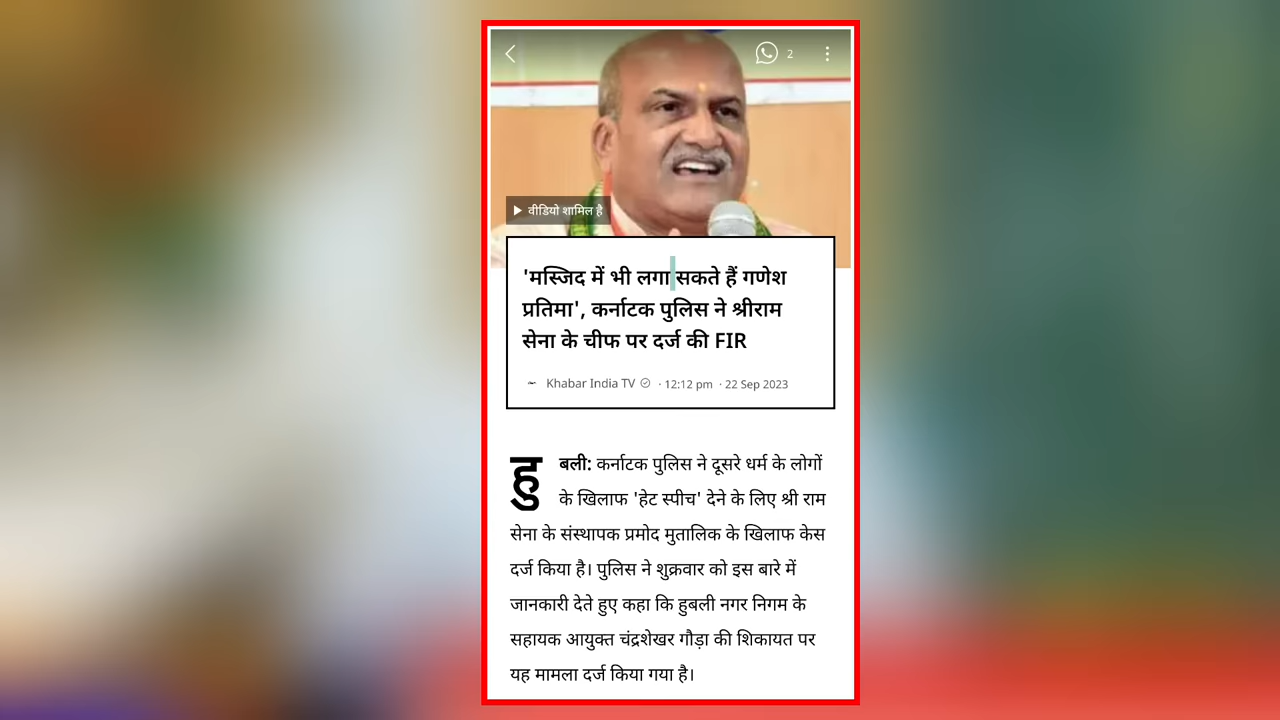 2
वीडियो शामिल है
'मस्जिद में भी लगा सकते हैं गणेश
प्रतिमा', कर्नाटक पुलिस ने श्रीराम
सेना के चीफ पर दर्ज की FIR
Khabar India TV · 12:12 pm · 22 Sep 2023
हुबली: कर्नाटक पुलिस ने दूसरे धर्म के लोगों
के खिलाफ 'हेट स्पीच' देने के लिए श्री राम
सेना के संस्थापक प्रमोद मुतालिक के खिलाफ केस
दर्ज किया है। पुलिस ने शुक्रवार को इस बारे में
जानकारी देते हुए कहा कि हुबली नगर निगम के
सहायक आयुक्त चंद्रशेखर गौड़ा की शिकायत पर
यह मामला दर्ज किया गया है।